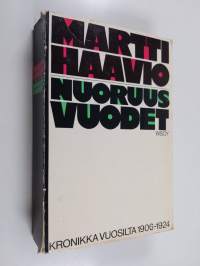 MARTTI
HAAVIO
NUORUUS
VUODET
WSOY
KRONIKKA VUOSILTA 1906-1924